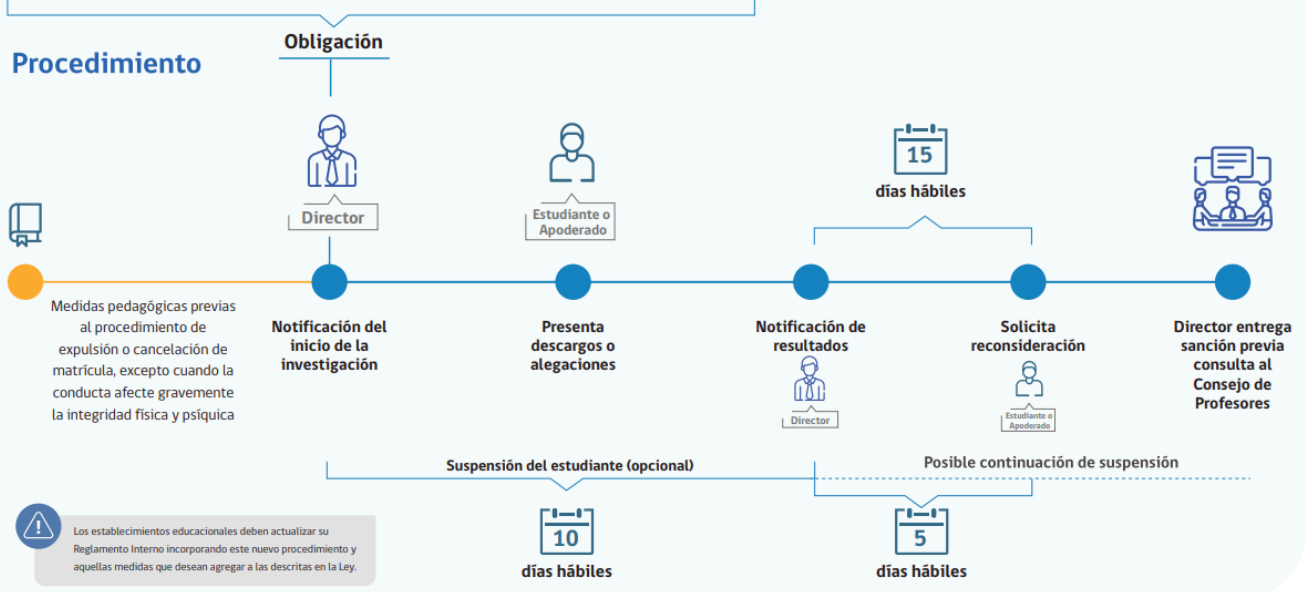 Obligación
Procedimiento
Director
Estudiante o
Apoderado
15
días hábiles
Medidas pedagógicas previas
al procedimiento de
expulsión o cancelación de
matrícula, excepto cuando la
conducta afecte gravemente
la integridad física y psíquica
Notificación del
inicio de la
investigación
Presenta
descargos o
alegaciones
Notificación de
resultados
Director
Solicita
reconsideración
Estudiante o
Apoderado
Director entrega
sanción previa
consulta al
Consejo de
Profesores
Suspensión del estudiante (opcional)
Posible continuación de suspensión
10
días hábiles
5
días hábiles
Los establecimientos educacionales deben actualizar su
Reglamento Interno incorporando este nuevo procedimiento y
aquellas medidas que desean agregar a las descritas en la Ley.